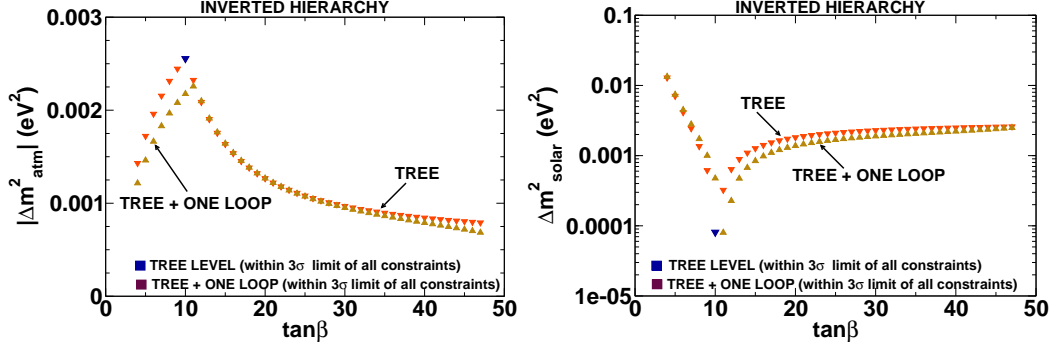 INVERTED HIERARCHY
0.003
0.002
0.001
0
|Δm²atm| (eV²)
TREE
TREE + ONE LOOP
TREE LEVEL (within 3σ limit of all constraints)
TREE + ONE LOOP (within 3σ limit of all constraints)
0 10 20 30 40 50
tanβ
INVERTED HIERARCHY
0.1
0.01
0.001
0.0001
1e-05
Δm²solar (eV²)
TREE
TREE + ONE LOOP
TREE LEVEL (within 3σ limit of all constraints)
TREE + ONE LOOP (within 3σ limit of all constraints)
0 10 20 30 40 50
tanβ